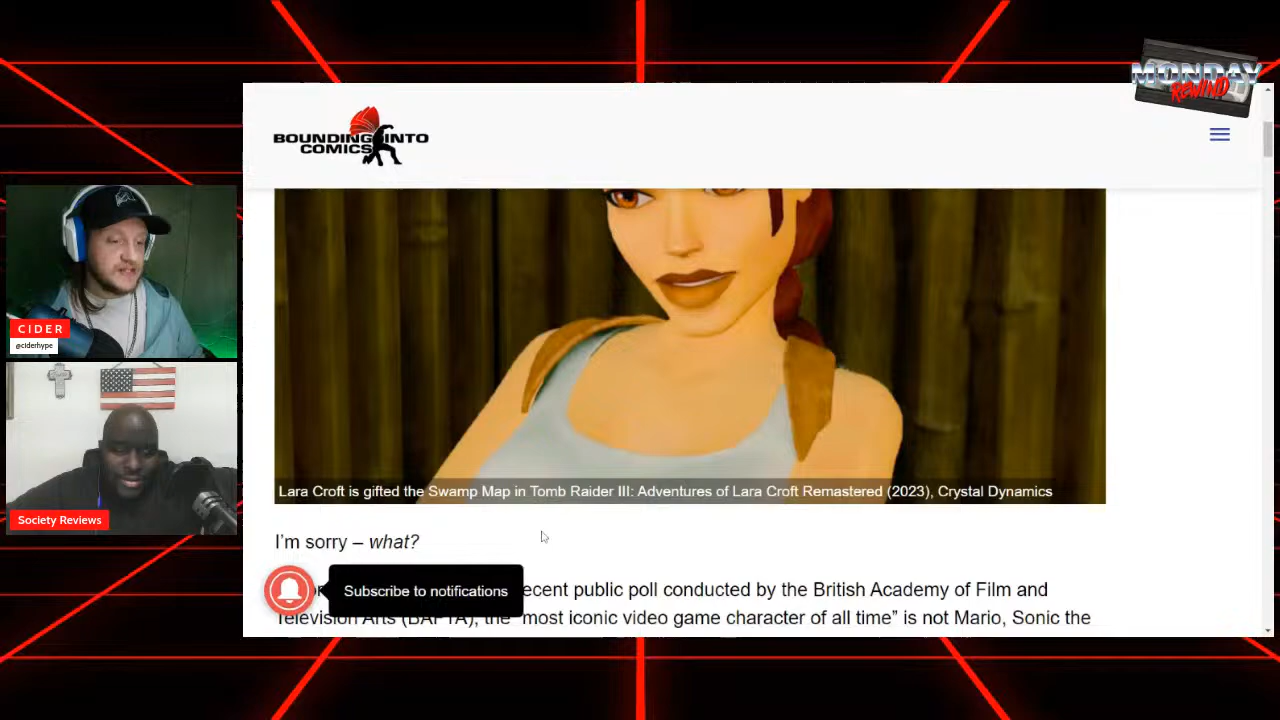 MONDAY
REWIND
BOUNDING INTO
COMICS
CIDER
@ciderhype
Society Reviews
Lara Croft is gifted the Swamp Map in Tomb Raider III: Adventures of Lara Croft Remastered (2023), Crystal Dynamics
I'm sorry – what?
Subscribe to notifications
ecent public poll conducted by the British Academy of Film and
Television Arts (BAFTA), the “most iconic video game character of all time” is not Mario, Sonic the